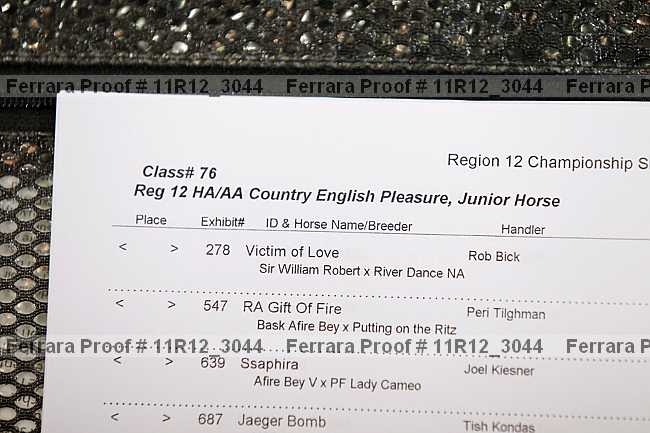 Ferrara Proof # 11R12_3044 Ferrara Proof # 11R12_3044 Ferrara P
Region 12 Championship S
Class# 76
Reg 12 HA/AA Country English Pleasure, Junior Horse
Place Exhibit# ID & Horse Name/Breeder Handler
< > 278 Victim of Love Rob Bick
Sir William Robert x River Dance NA
< > 547 RA Gift Of Fire Peri Tilghman
Bask Afire Bey x Putting on the Ritz
Ferrara Proof # 11R12_3044 Ferrara Proof # 11R12_3044 Ferrara P
< > 639 Ssaphira Joel Kiesner
Afire Bey V x PF Lady Cameo
< > 687 Jaeger Bomb Tish Kondas